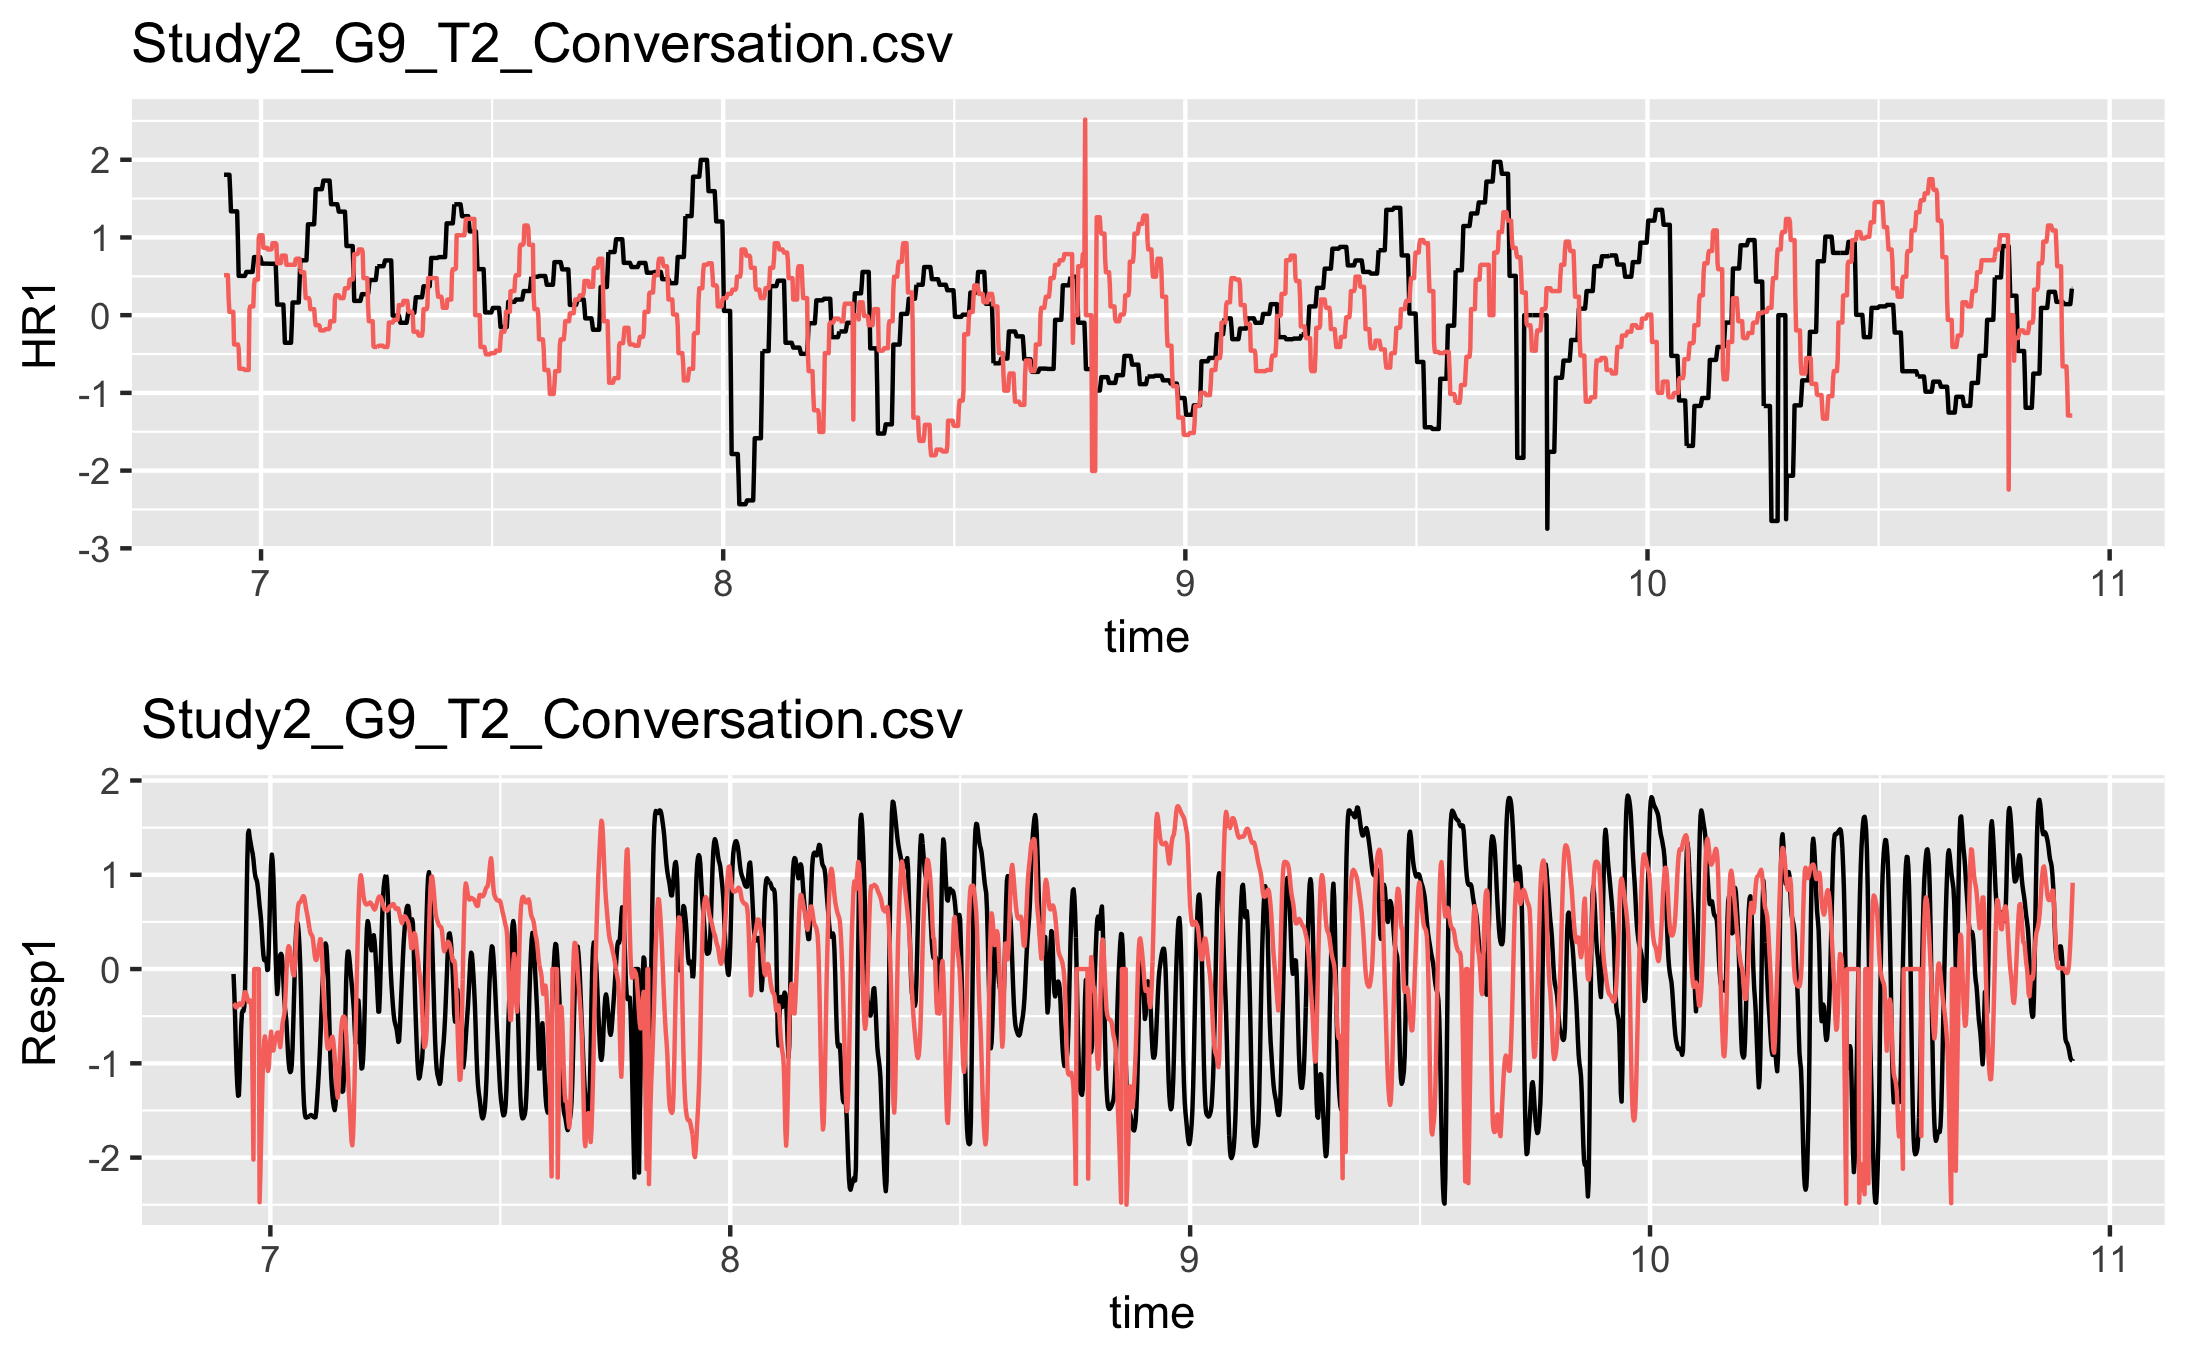 Study2_G9_T2_Conversation.csv
HR1
2
1
0
-1
-2
-3
7 8 9 10 11
time
Study2_G9_T2_Conversation.csv
Resp1
2
1
0
-1
-2
7 8 9 10 11
time